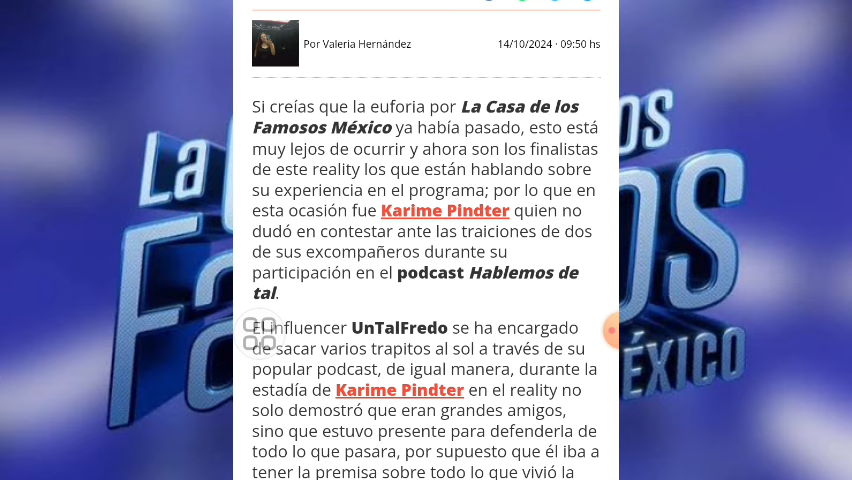 Por Valeria Hernández
14/10/2024 · 09:50 hs
Si creías que la euforia por La Casa de los
Famosos México ya había pasado, esto está
muy lejos de ocurrir y ahora son los finalistas
de este reality los que están hablando sobre
su experiencia en el programa; por lo que en
esta ocasión fue Karime Pindter quien no
dudó en contestar ante las traiciones de dos
de sus excompañeros durante su
participación en el podcast Hablemos de
tal.
El influencer UnTalFredo se ha encargado
de sacar varios trapitos al sol a través de su
popular podcast, de igual manera, durante la
estadía de Karime Pindter en el reality no
solo demostró que eran grandes amigos,
sino que estuvo presente para defenderla de
todo lo que pasara, por supuesto que él iba a
tener la premisa sobre todo lo que vivió la
La
Fa
OS
OS
ÉXICO